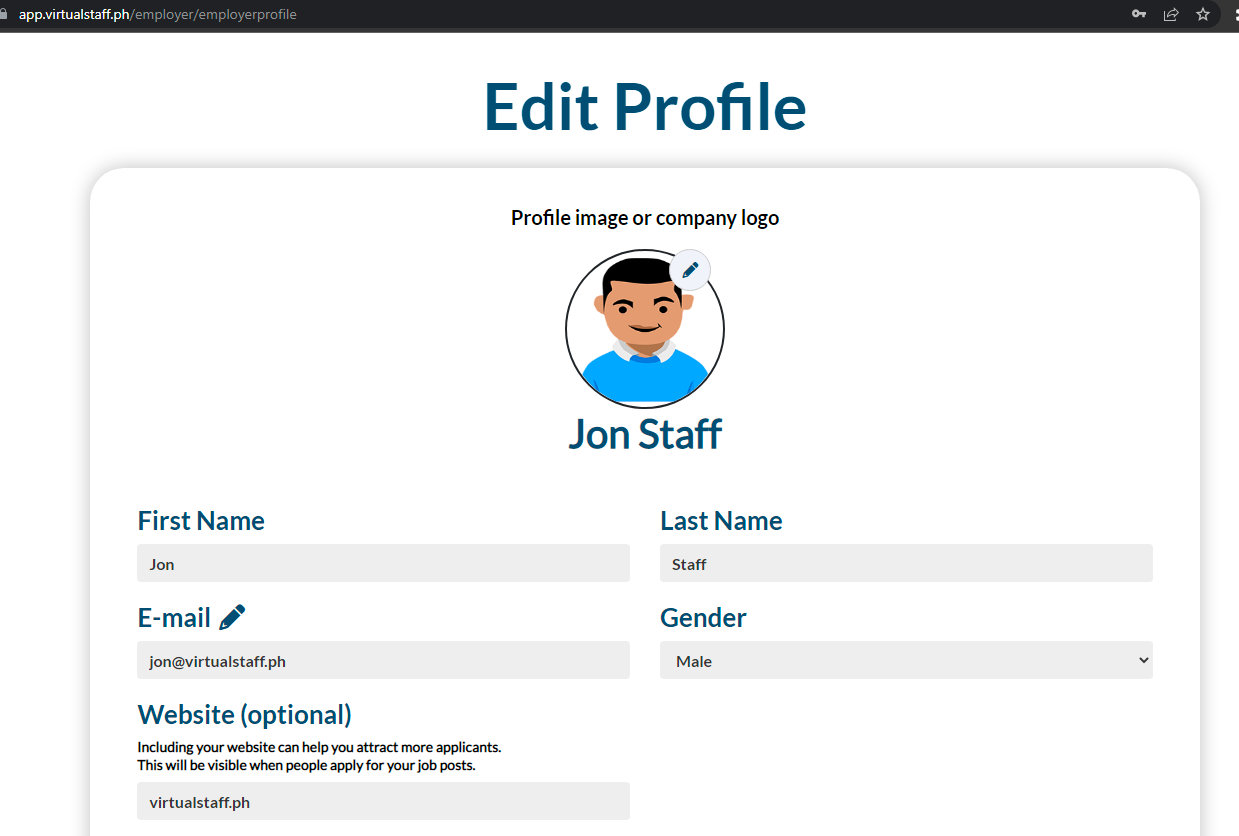 app.virtualstaff.ph/employer/employerprofile
Edit Profile
Profile image or company logo
Jon Staff
First Name
Last Name
Jon
Staff
E-mail
Gender
jon@virtualstaff.ph
Male
Website (optional)
Including your website can help you attract more applicants.
This will be visible when people apply for your job posts.
virtualstaff.ph